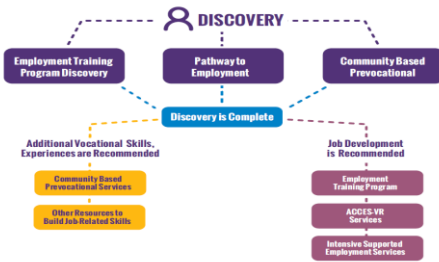 DISCOVERY
Employment Training
Program Discovery
Pathway to
Employment
Community Based
Prevocational
Discovery is Complete
Additional Vocational Skills,
Experiences are Recommended
Community Based
Prevocational Services
Other Resources to
Build Job-Related Skills
Job Development
is Recommended
Employment
Training Program
ACCES-VR
Services
Intensive Supported
Employment Services